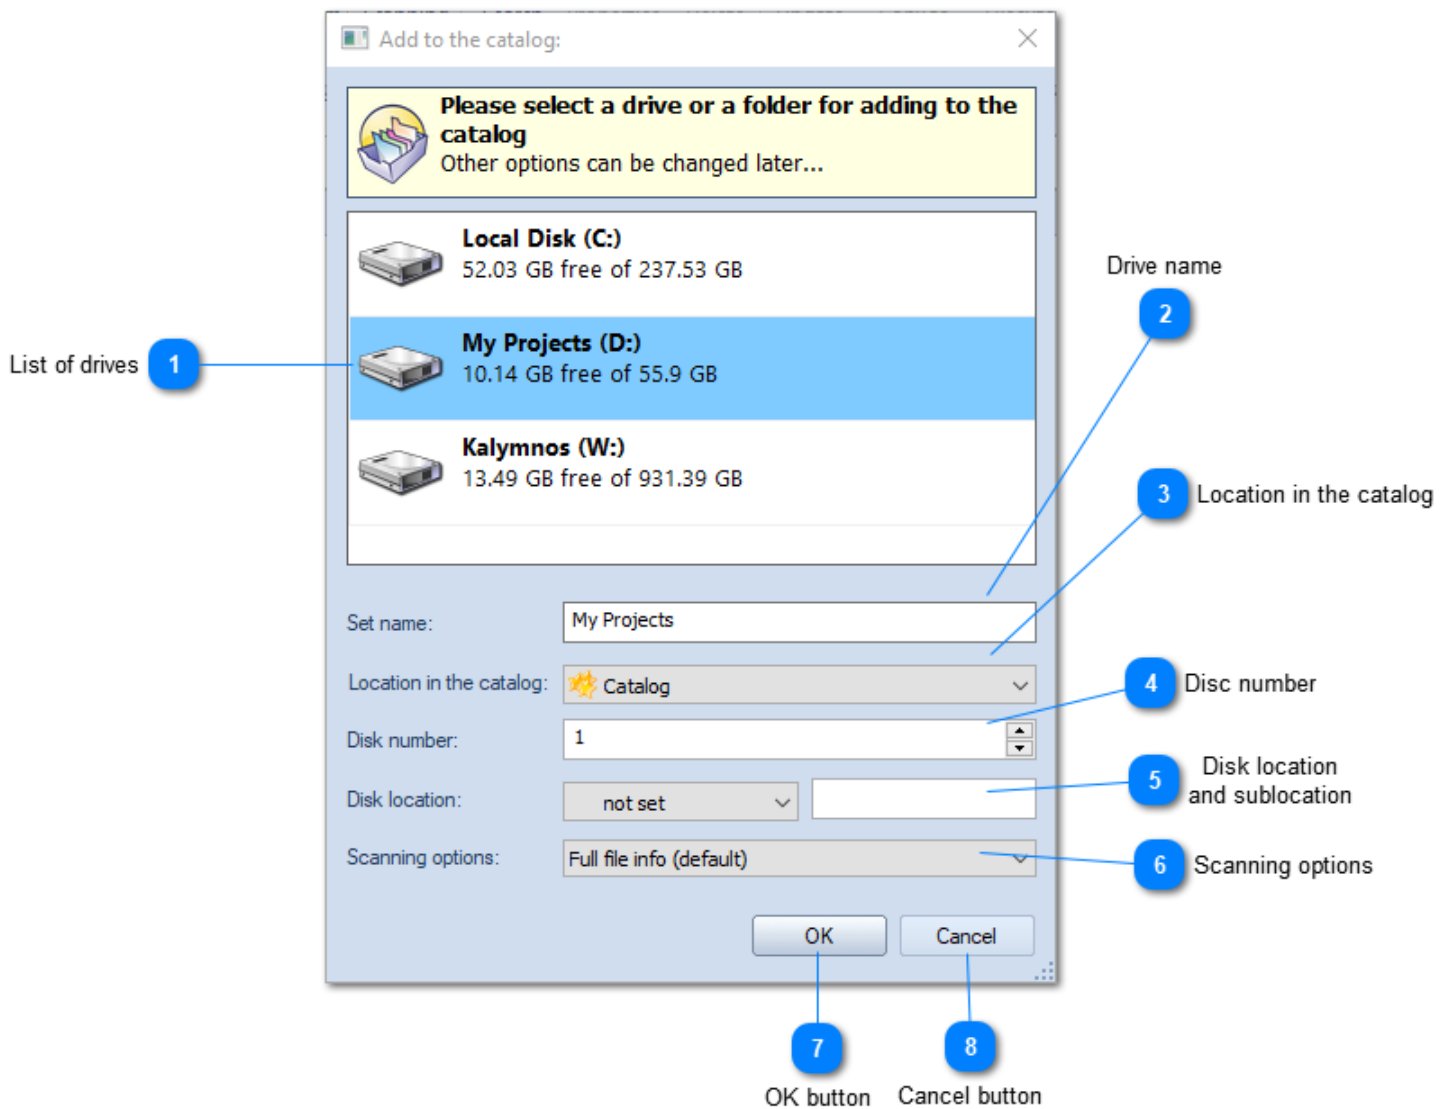 Add to the catalog:
Please select a drive or a folder for adding to the
catalog
Other options can be changed later...
Local Disk (C:)
52.03 GB free of 237.53 GB
Drive name
2
My Projects (D:)
10.14 GB free of 55.9 GB
List of drives 1
Kalymnos (W:)
13.49 GB free of 931.39 GB
3 Location in the catalog
Set name: My Projects
Location in the catalog: Catalog
4 Disc number
Disk number: 1
5 Disk location
and sublocation
Disk location: not set
Scanning options: Full file info (default)
6 Scanning options
OK Cancel
7 8
OK button Cancel button